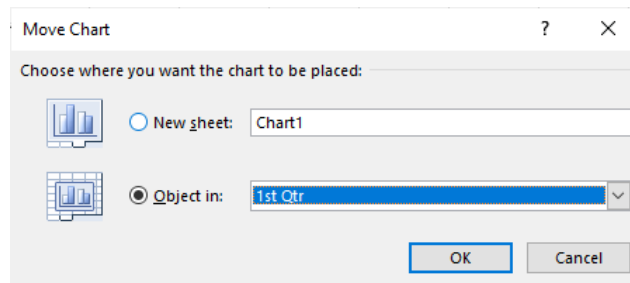 Move Chart ?
Choose where you want the chart to be placed:
New sheet: Chart1
Object in: 1st Qtr
OK Cancel